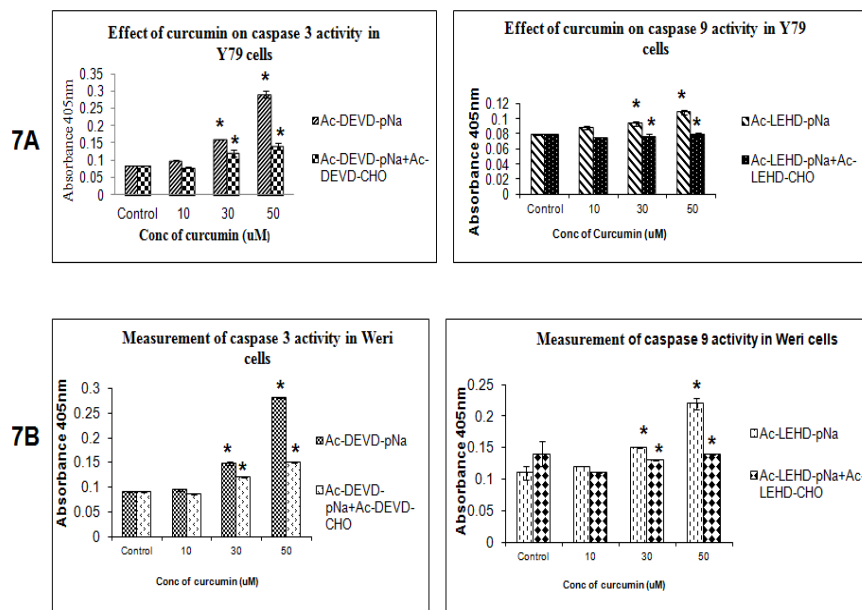 7A
Effect of curcumin on caspase 3 activity in
Y79 cells
Absorbance 405nm
0.35
0.3
0.25
0.2
0.15
0.1
0.05
0
*
*
*
*
Control
10
30
50
Conc of curcumin (uM)
Ac-DEVD-pNa
Ac-DEVD-pNa+Ac-
DEVD-CHO
Effect of curcumin on caspase 9 activity in Y79
cells
Absorbance 405nm
0.12
0.1
0.08
0.06
0.04
0.02
0
*
*
*
*
Control
10
30
50
Conc of Curcumin (uM)
Ac-LEHD-pNa
Ac-LEHD-pNa+Ac-
LEHD-CHO
7B
Measurement of caspase 3 activity in Weri
cells
Absorbance 405nm
0.3
0.25
0.2
0.15
0.1
0.05
0
*
*
*
*
Control
10
30
50
Conc of curcumin (uM)
Ac-DEVD-pNa
Ac-DEVD-
pNa+Ac-DEVD-
CHO
Measurement of caspase 9 activity in Weri cells
Absorbance 405nm
0.25
0.2
0.15
0.1
0.05
0
*
*
*
*
Control
10
30
50
Conc of curcumin (uM)
Ac-LEHD-pNa
Ac-LEHD-pNa+Ac-
LEHD-CHO